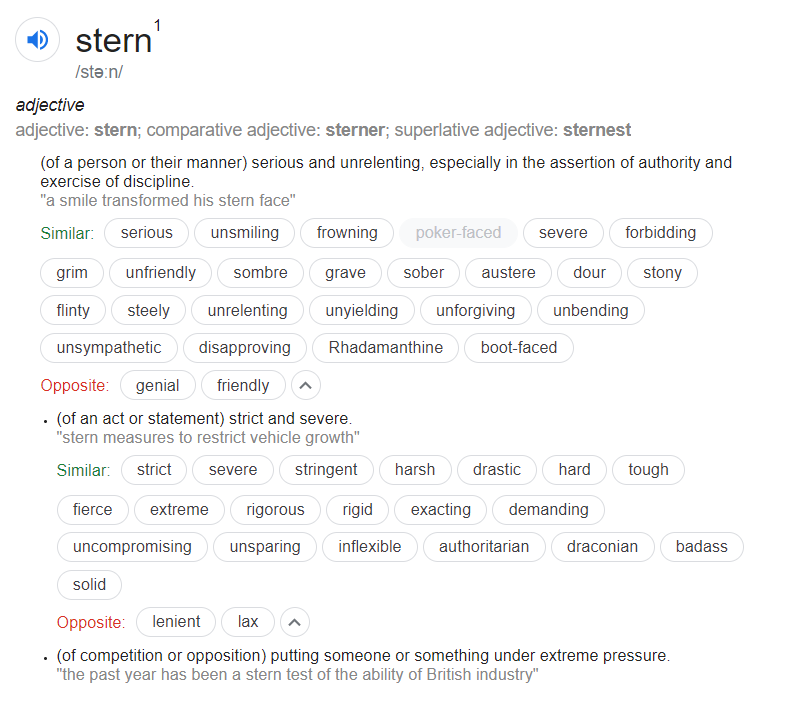 stern1
/stəːn/
adjective
adjective: stern; comparative adjective: sterner; superlative adjective: sternest
(of a person or their manner) serious and unrelenting, especially in the assertion of authority and
exercise of discipline.
"a smile transformed his stern face"
Similar: serious unsmiling frowning poker-faced severe forbidding
grim unfriendly sombre grave sober austere dour stony
flinty steely unrelenting unyielding unforgiving unbending
unsympathetic disapproving Rhadamanthine boot-faced
Opposite: genial friendly
• (of an act or statement) strict and severe.
"stern measures to restrict vehicle growth"
Similar: strict severe stringent harsh drastic hard tough
fierce extreme rigorous rigid exacting demanding
uncompromising unsparing inflexible authoritarian draconian badass
solid
Opposite: lenient lax
• (of competition or opposition) putting someone or something under extreme pressure.
"the past year has been a stern test of the ability of British industry"